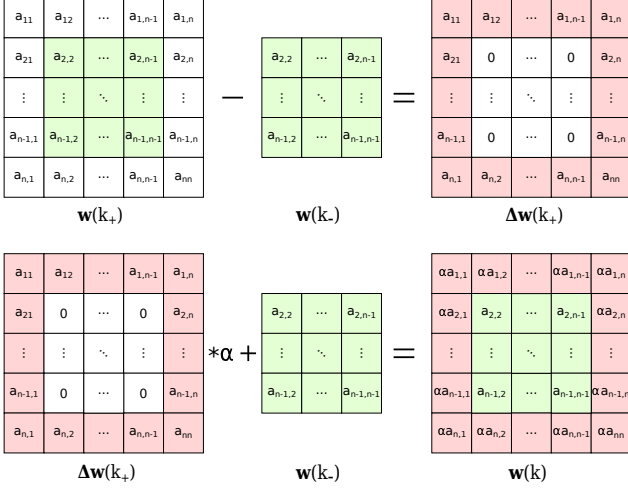 a₁₁ a₁₂ ... a₁,ₙ₋₁ a₁,ₙ a₁₁ a₁₂ ... a₁,ₙ₋₁ a₁,ₙ
a₂₁ a₂,₂ ... a₂,ₙ₋₁ a₂,ₙ a₂,₂ ... a₂,ₙ₋₁ a₂₁ 0 ... 0 a₂,ₙ
⋮ ⋮ ⋱ ⋮ ⋮ − ⋮ ⋱ ⋮ = ⋮ ⋮ ⋱ ⋮ ⋮
aₙ₋₁,₁ aₙ₋₁,₂ ... aₙ₋₁,ₙ₋₁ aₙ₋₁,ₙ aₙ₋₁,₂ ... aₙ₋₁,ₙ₋₁ aₙ₋₁,₁ 0 ... 0 aₙ₋₁,ₙ
aₙ,₁ aₙ,₂ ... aₙ,ₙ₋₁ aₙₙ aₙ,₁ aₙ,₂ ... aₙ,ₙ₋₁ aₙₙ
w(k₊) w(k₋) Δw(k₊)
a₁₁ a₁₂ ... a₁,ₙ₋₁ a₁,ₙ αa₁,₁ αa₁,₂ ... αa₁,ₙ₋₁ αa₁,ₙ
a₂₁ 0 ... 0 a₂,ₙ a₂,₂ ... a₂,ₙ₋₁ αa₂,₁ a₂,₂ ... a₂,ₙ₋₁ αa₂,ₙ
⋮ ⋮ ⋱ ⋮ ⋮ *α + ⋮ ⋱ ⋮ = ⋮ ⋮ ⋱ ⋮ ⋮
aₙ₋₁,₁ 0 ... 0 aₙ₋₁,ₙ aₙ₋₁,₂ ... aₙ₋₁,ₙ₋₁ αaₙ₋₁,₁ aₙ₋₁,₂ ... aₙ₋₁,ₙ₋₁ αaₙ₋₁,ₙ
aₙ,₁ aₙ,₂ ... aₙ,ₙ₋₁ aₙₙ αaₙ,₁ αaₙ,₂ ... αaₙ,ₙ₋₁ αaₙₙ
Δw(k₊) w(k₋) w(k)